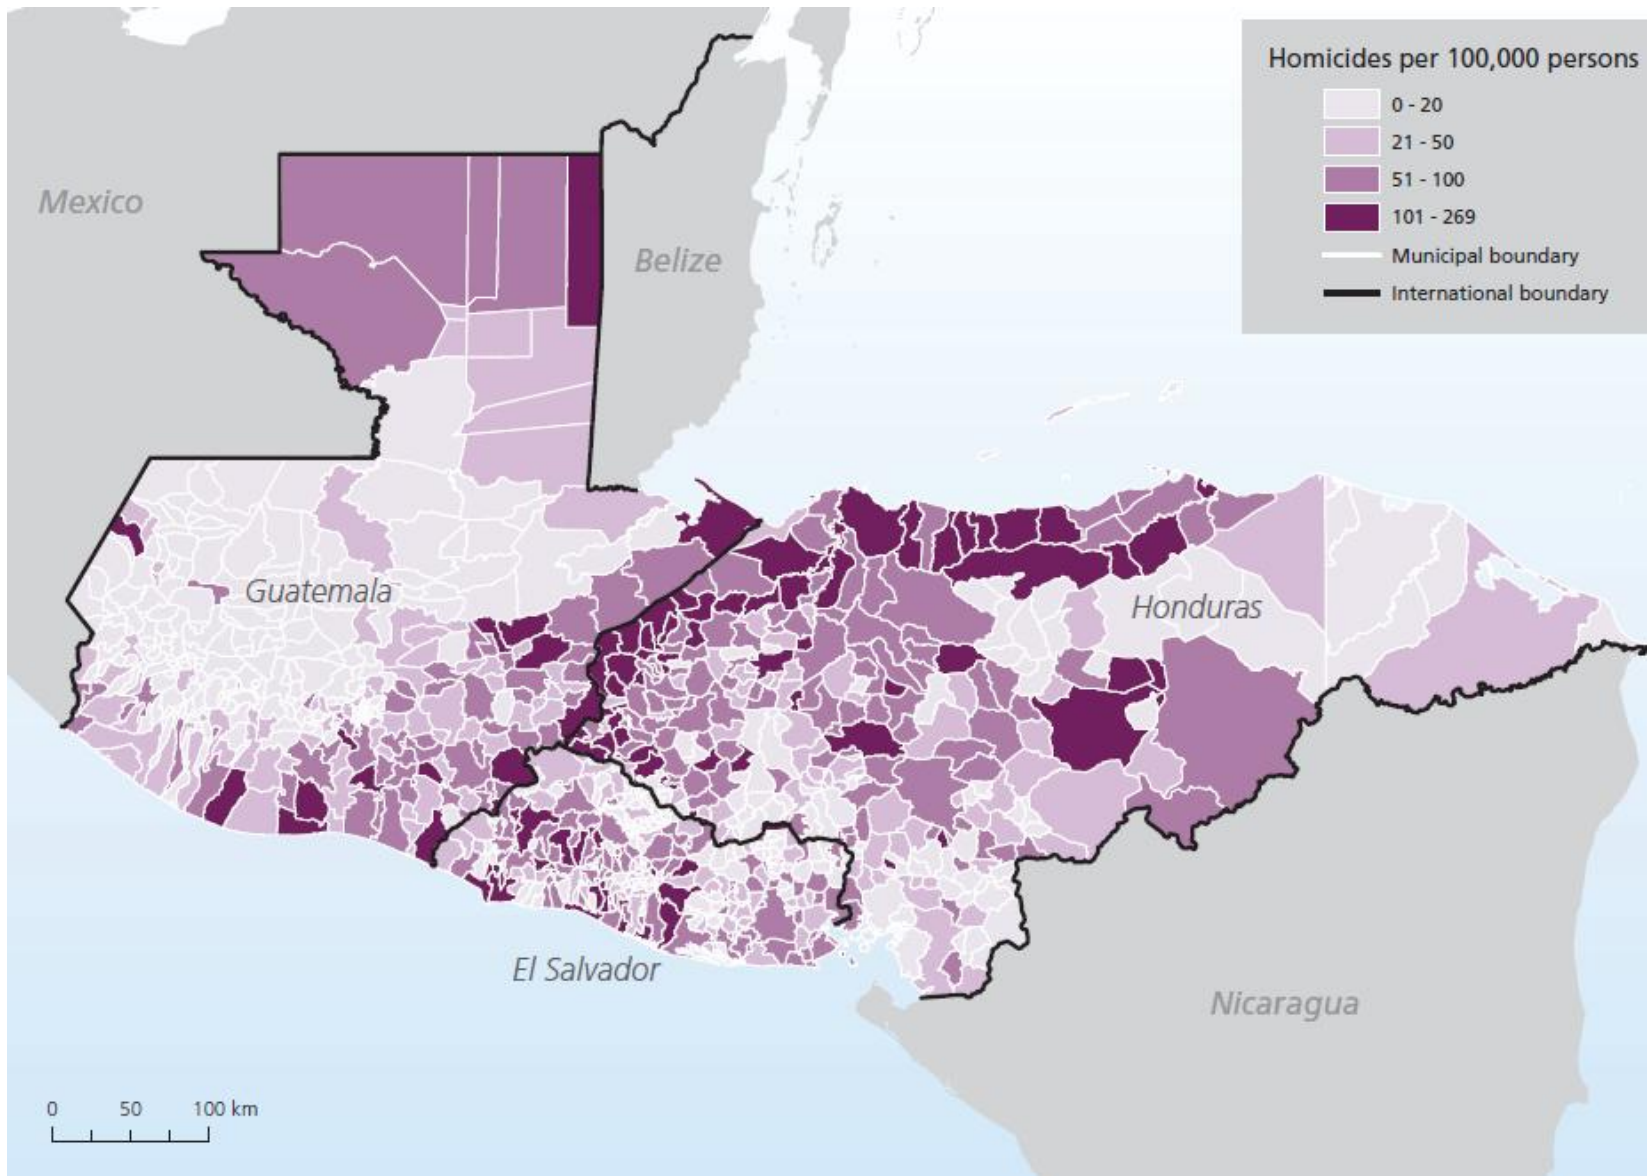 Homicides per 100,000 persons
0 - 20
21 - 50
51 - 100
101 - 269
Municipal boundary
International boundary
Mexico
Belize
Guatemala
Honduras
El Salvador
Nicaragua
0 50 100 km